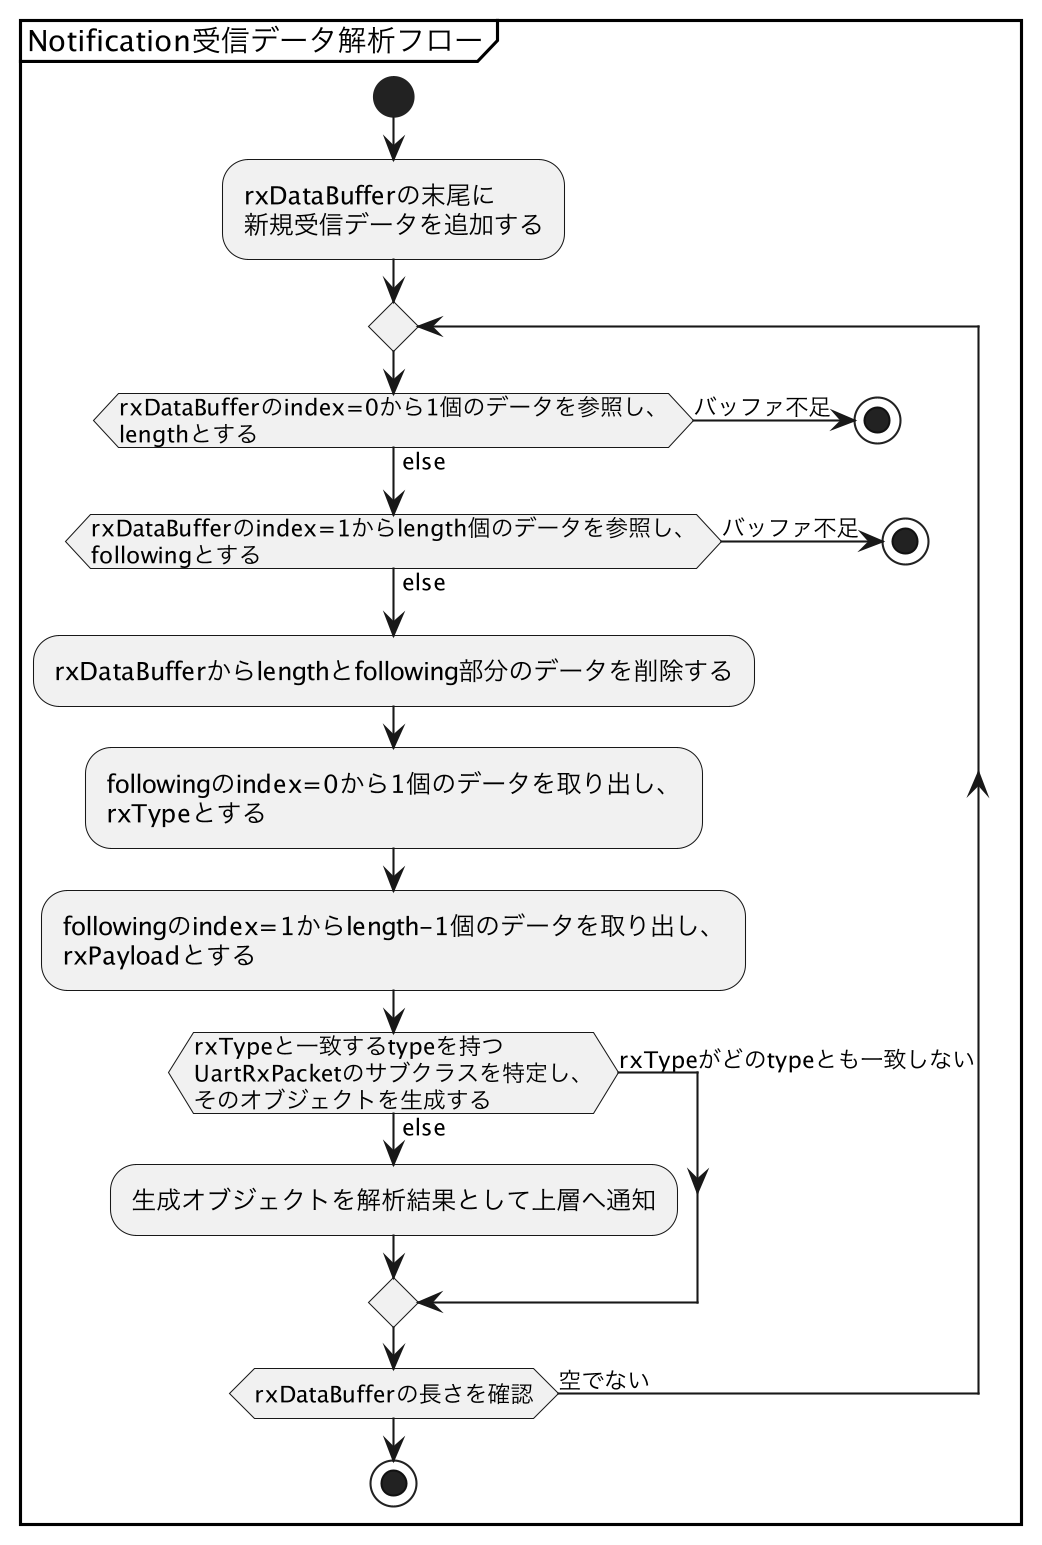 Notification受信データ解析フロー
rxDataBufferの末尾に
新規受信データを追加する
rxDataBufferのindex=0から1個のデータを参照し、
lengthとする
バッファ不足
else
rxDataBufferのindex=1からlength個のデータを参照し、
followingとする
バッファ不足
else
rxDataBufferからlengthとfollowing部分のデータを削除する
followingのindex=0から1個のデータを取り出し、
rxTypeとする
followingのindex=1からlength-1個のデータを取り出し、
rxPayloadとする
rxTypeと一致するtypeを持つ
UartRxPacketのサブクラスを特定し、
そのオブジェクトを生成する
rxTypeがどのtypeとも一致しない
else
生成オブジェクトを解析結果として上層へ通知
rxDataBufferの長さを確認
空でない